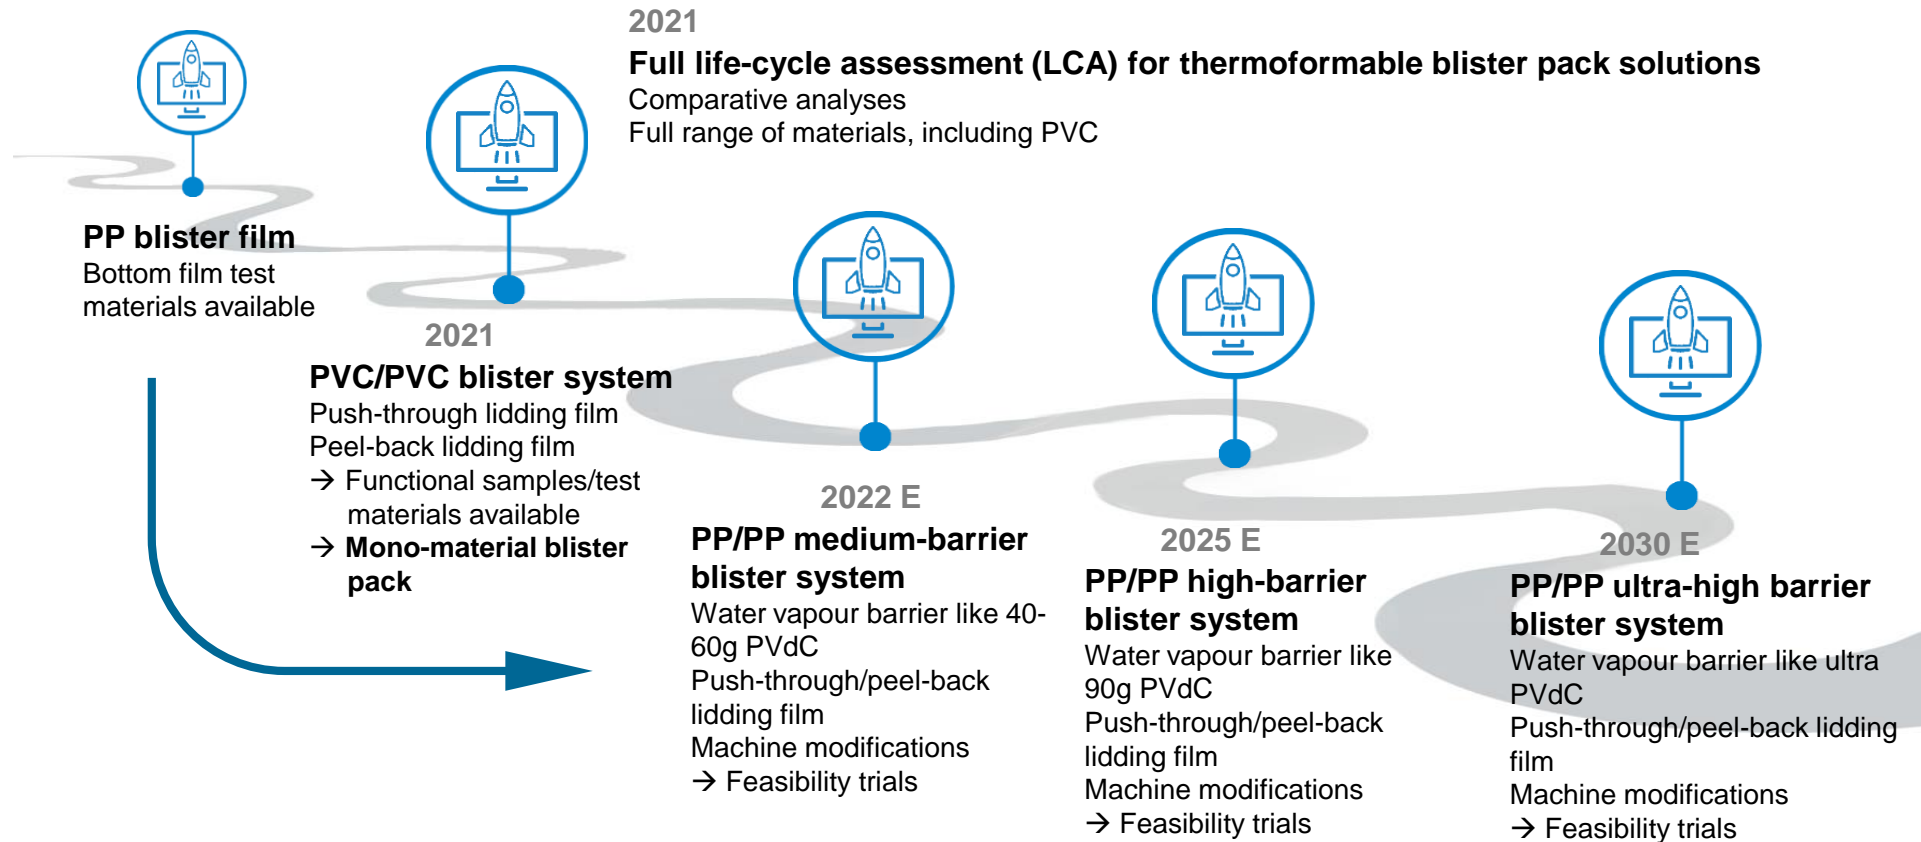 2021
Full life-cycle assessment (LCA) for thermoformable blister pack solutions
Comparative analyses
Full range of materials, including PVC
PP blister film
Bottom film test
materials available
2021
PVC/PVC blister system
Push-through lidding film
Peel-back lidding film
→ Functional samples/test
materials available
→ Mono-material blister
pack
2022 E
PP/PP medium-barrier
blister system
Water vapour barrier like 40-
60g PVdC
Push-through/peel-back
lidding film
Machine modifications
→ Feasibility trials
2025 E
PP/PP high-barrier
blister system
Water vapour barrier like
90g PVdC
Push-through/peel-back
lidding film
Machine modifications
→ Feasibility trials
2030 E
PP/PP ultra-high barrier
blister system
Water vapour barrier like ultra
PVdC
Push-through/peel-back lidding
film
Machine modifications
→ Feasibility trials